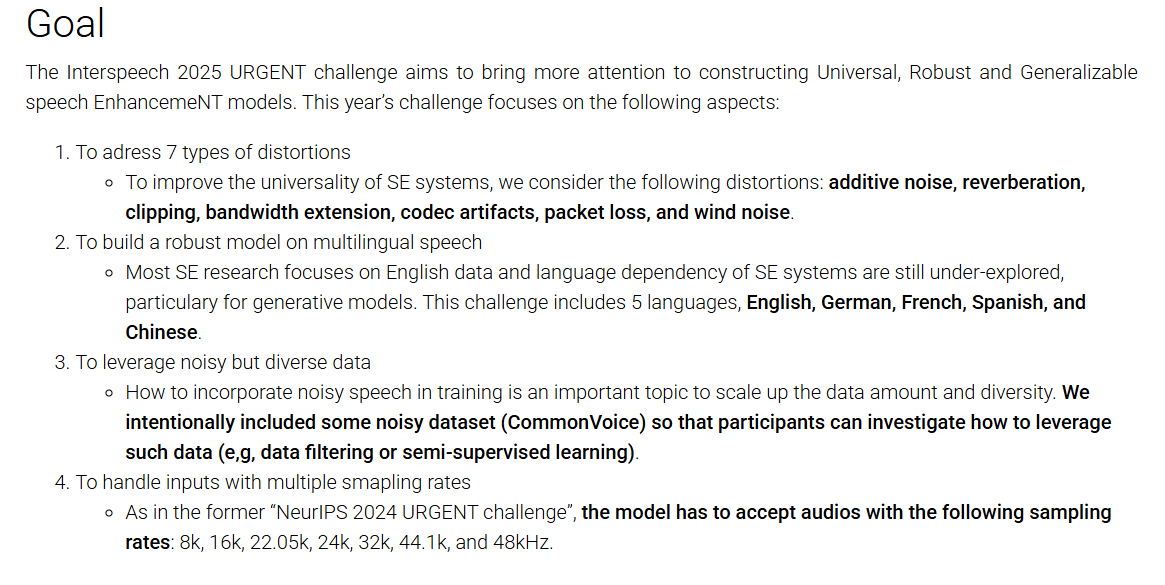 Goal
The Interspeech 2025 URGENT challenge aims to bring more attention to constructing Universal, Robust and Generalizable
speech EnhancemeNT models. This year’s challenge focuses on the following aspects:
1. To adress 7 types of distortions
To improve the universality of SE systems, we consider the following distortions: additive noise, reverberation,
clipping, bandwidth extension, codec artifacts, packet loss, and wind noise.
2. To build a robust model on multilingual speech
Most SE research focuses on English data and language dependency of SE systems are still under-explored,
particulary for generative models. This challenge includes 5 languages, English, German, French, Spanish, and
Chinese.
3. To leverage noisy but diverse data
How to incorporate noisy speech in training is an important topic to scale up the data amount and diversity. We
intentionally included some noisy dataset (CommonVoice) so that participants can investigate how to leverage
such data (e,g, data filtering or semi-supervised learning).
4. To handle inputs with multiple smapling rates
As in the former “NeurIPS 2024 URGENT challenge”, the model has to accept audios with the following sampling
rates: 8k, 16k, 22.05k, 24k, 32k, 44.1k, and 48kHz.